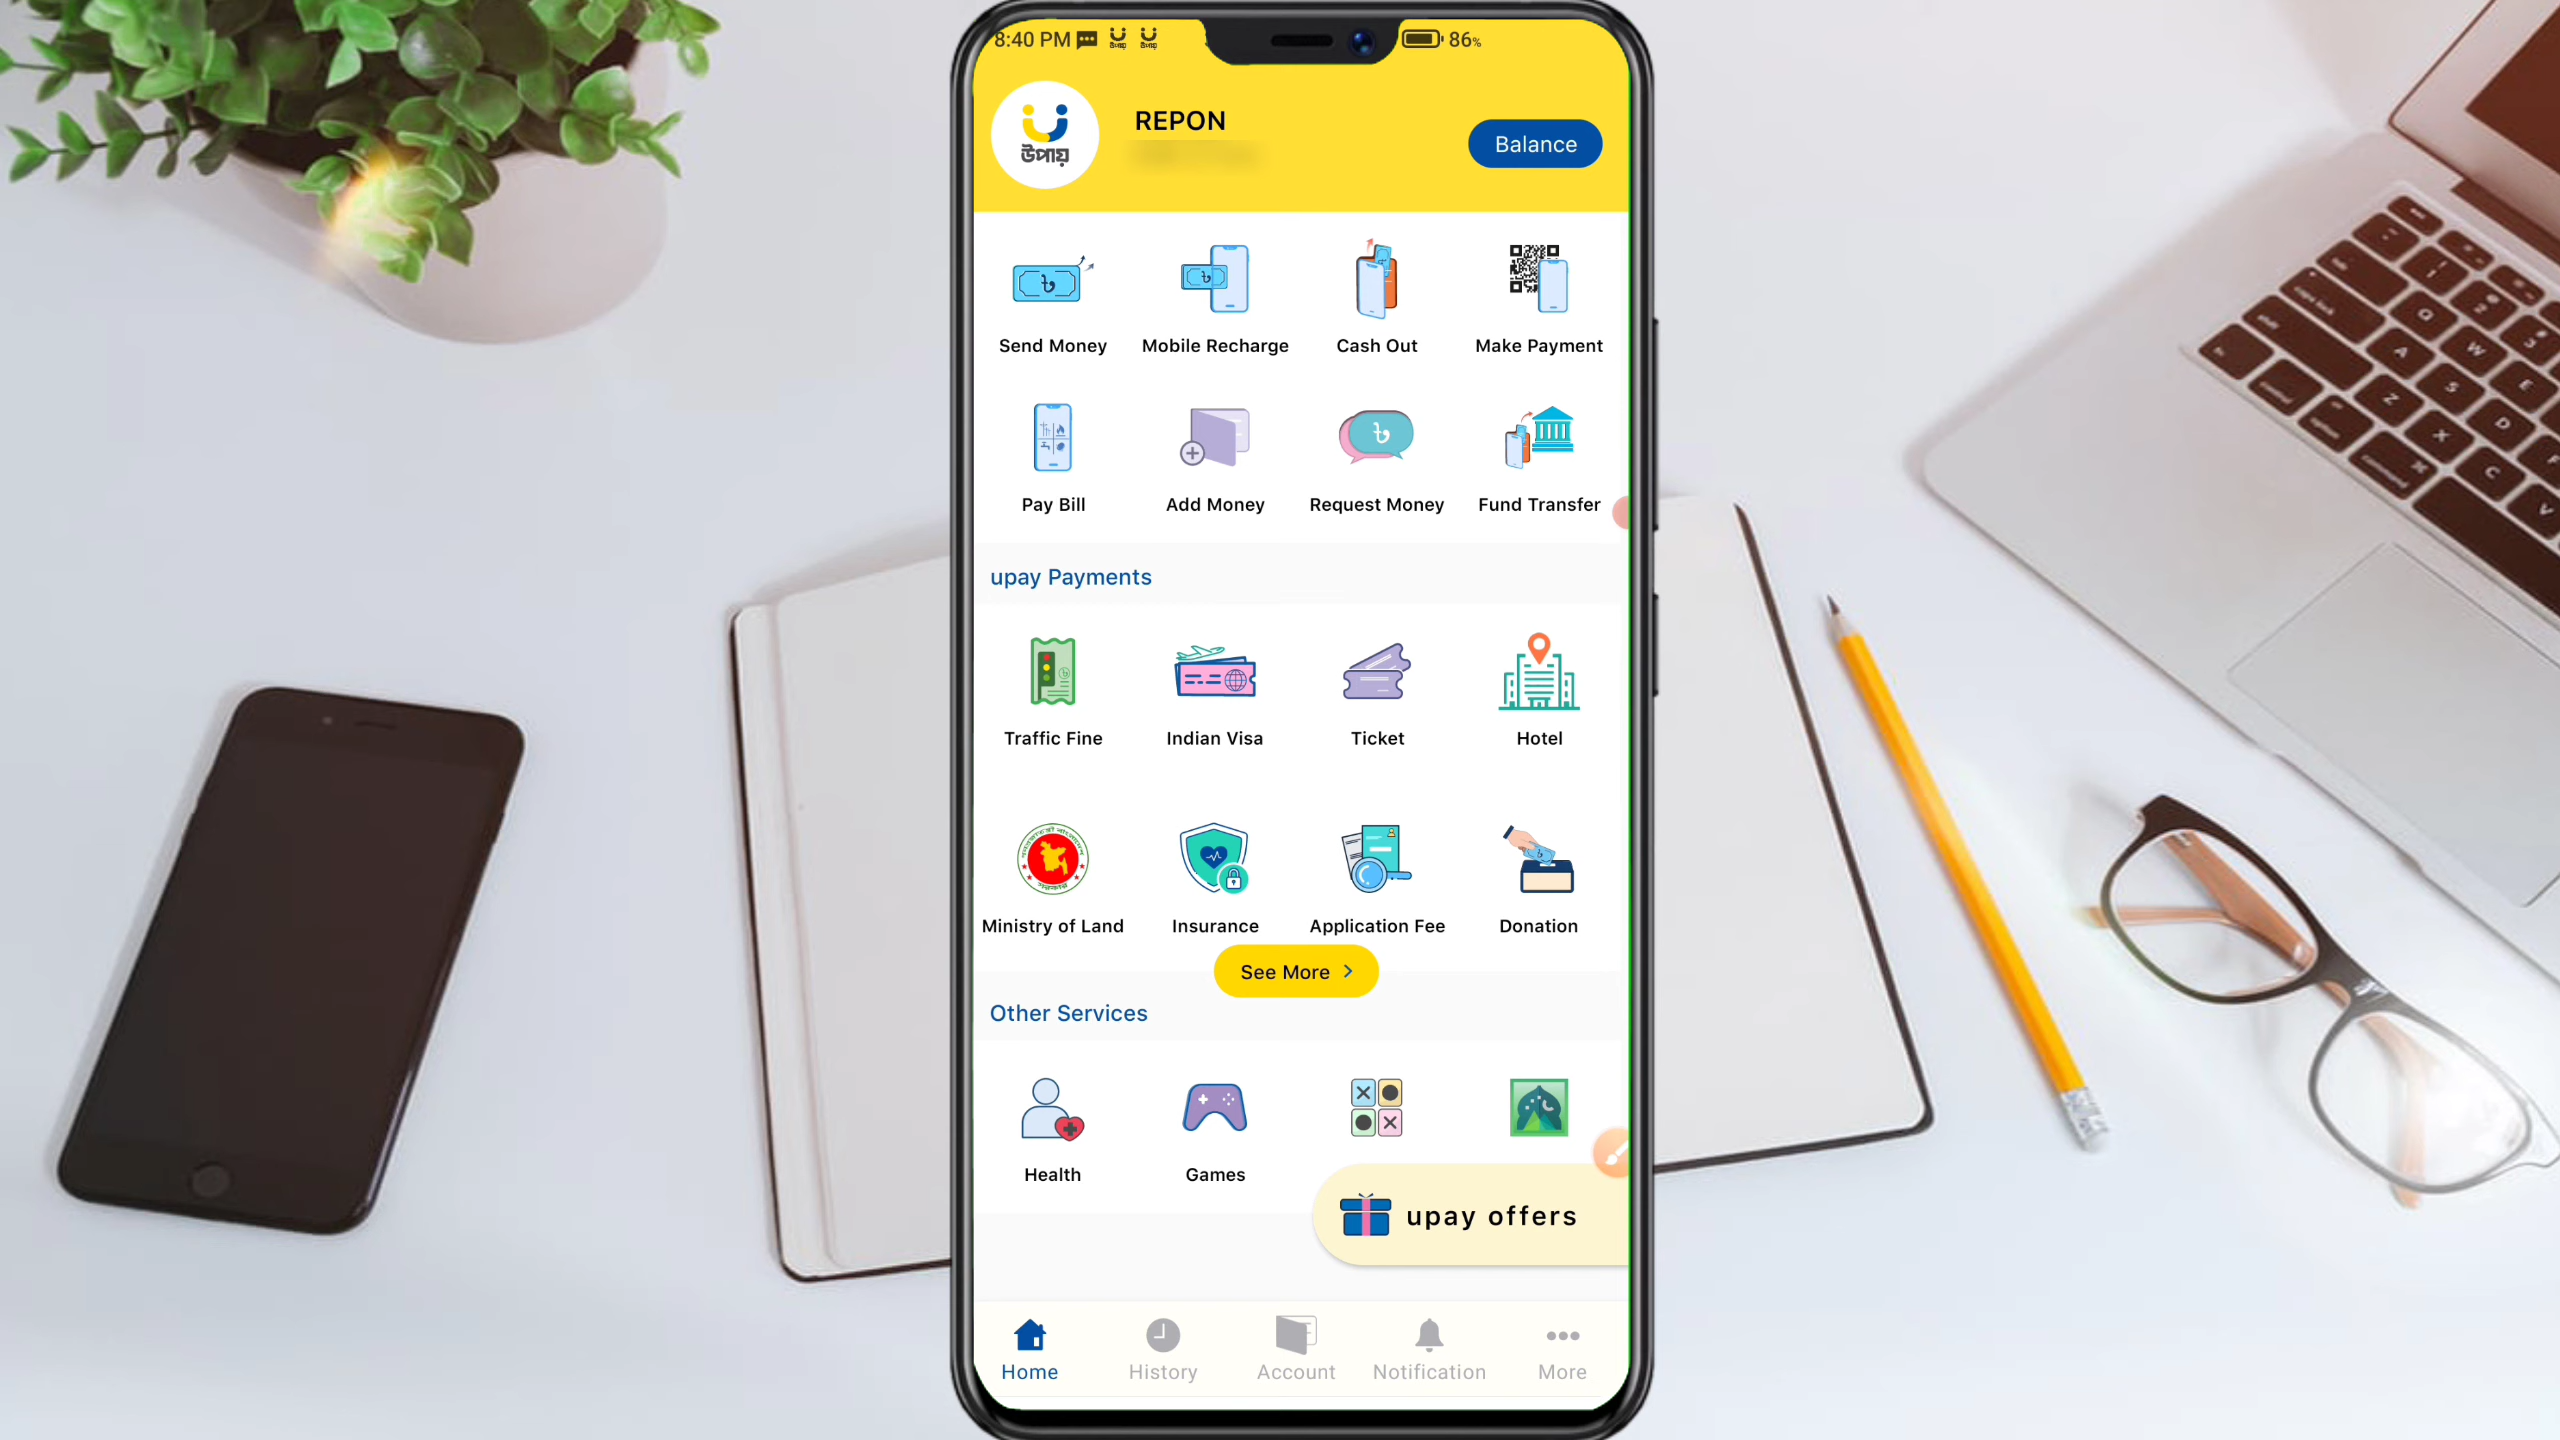 8:40 PM
86%
উপায়
REPON
Balance
Send Money
Mobile Recharge
Cash Out
Make Payment
Pay Bill
Add Money
Request Money
Fund Transfer
upay Payments
Traffic Fine
Indian Visa
Ticket
Hotel
Ministry of Land
Insurance
Application Fee
Donation
See More
Other Services
Health
Games
upay offers
Home
History
Account
Notification
More